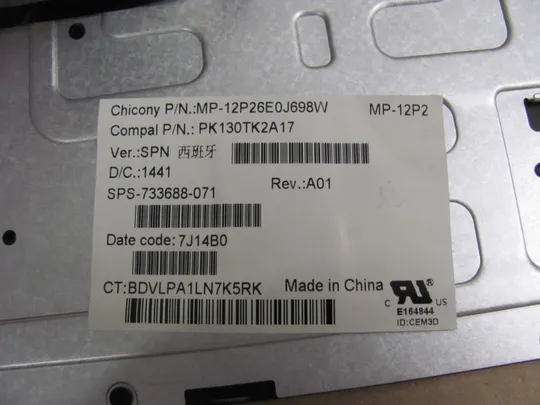 Chicony P/N.:MP-12P26E0J698W MP-12P2
Compal P/N.: PK130TK2A17
Ver.:SPN 西班牙
D/C.:1441 Rev.:A01
SPS-733688-071
Date code: 7J14B0
CT:BDVLPA1LN7K5RK Made in China
C RU US
E164844
ID:CEM3D